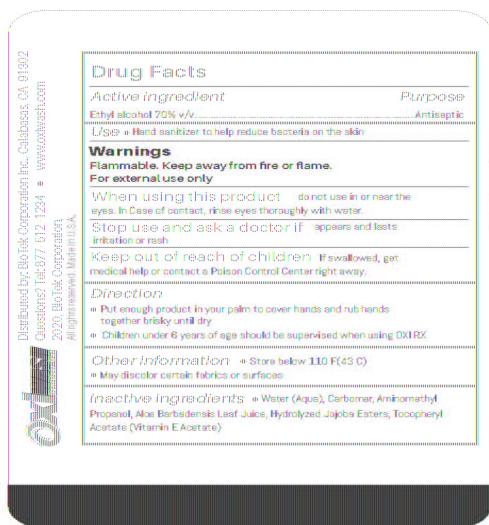 Drug Facts
Active ingredient Purpose
Ethyl alcohol 70% v/v Antiseptic
Use Hand sanitizer to help reduce bacteria on the skin
Warnings
Flammable. Keep away from fire or flame.
For external use only
When using this product do not use in or near the
eyes. In Case of contact, rinse eyes thoroughly with water.
Stop use and ask a doctor if appears and lasts
irritation or rash
Keep out of reach of children If swallowed, get
medical help or contact a Poison Control Center right away.
Direction
Put enough product in your palm to cover hands and rub hands
together brisky until dry
Children under 6 years of age should be supervised when using OXI RX
Other information Store below 110 F(43 C)
May discolor certain fabrics or surfaces
Inactive ingredients Water (Aqua), Carbomer, Aminomethyl
Propanol, Aloe Barbadensis Leaf Juice, Hydrolyzed Jojoba Esters, Tocopheryl
Acetate (Vitamin E Acetate)
Distributed by: BioTek Corporation Inc., Calabasas, CA 91302
Questions? Tel:877-512-1234 www.oxiwash.com
2020, BioTek Corporation
All rights reserved. Made in U.S.A.